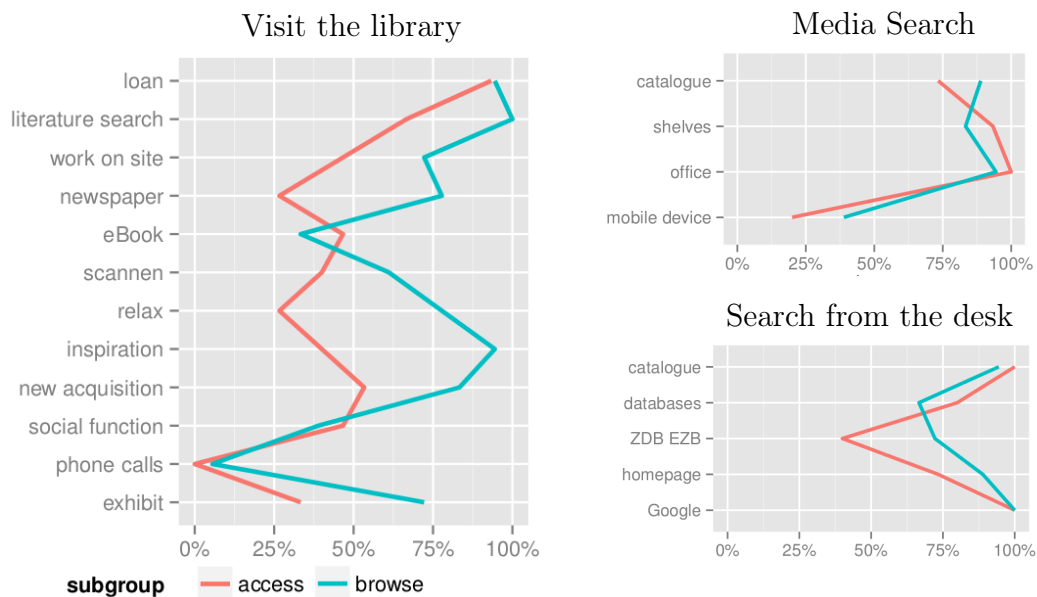 Visit the library
loan
literature search
work on site
newspaper
eBook
scannen
relax
inspiration
new acquisition
social function
phone calls
exhibit
0% 25% 50% 75% 100%
subgroup access browse
Media Search
catalogue
shelves
office
mobile device
0% 25% 50% 75% 100%
Search from the desk
catalogue
databases
ZDB EZB
homepage
Google
0% 25% 50% 75% 100%